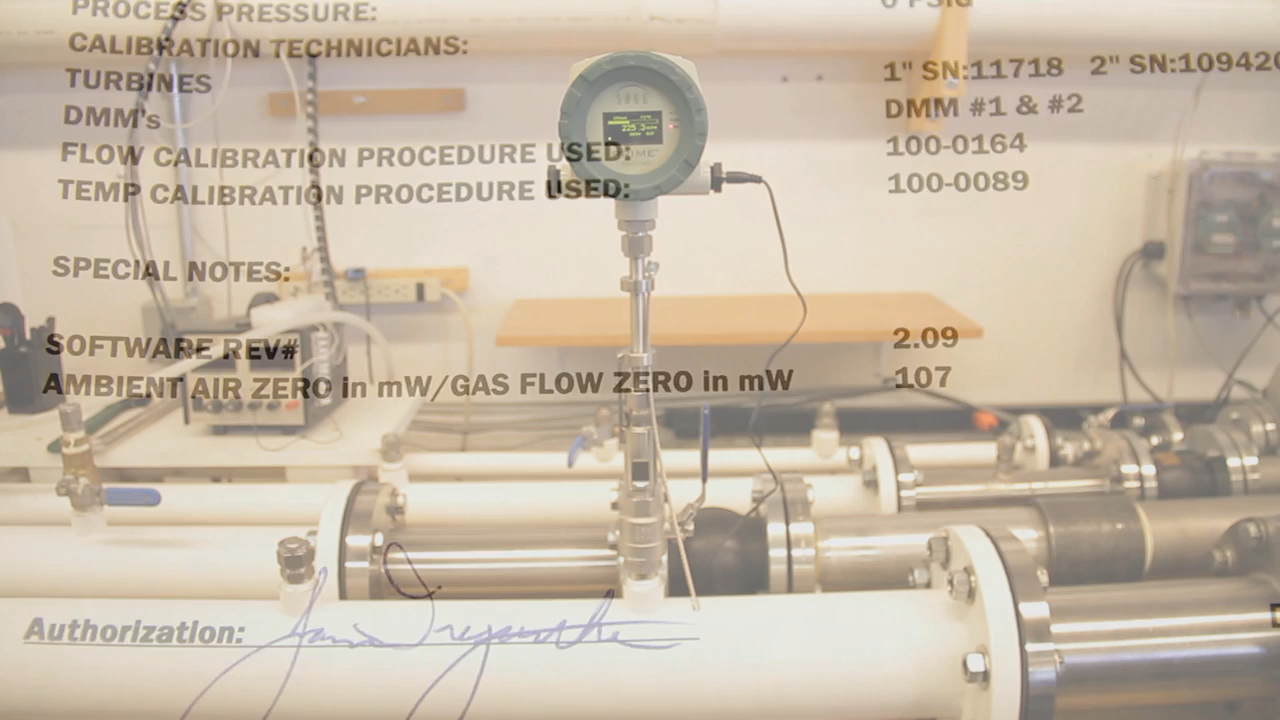 PROCESS PRESSURE: 0 PSIG
CALIBRATION TECHNICIANS:
TURBINES 1" SN:11718 2" SN:109420
DMM's DMM #1 & #2
FLOW CALIBRATION PROCEDURE USED: 100-0164
TEMP CALIBRATION PROCEDURE USED: 100-0089
SPECIAL NOTES:
SOFTWARE REV# 2.09
AMBIENT AIR ZERO in mW/GAS FLOW ZERO in mW 107
Authorization: